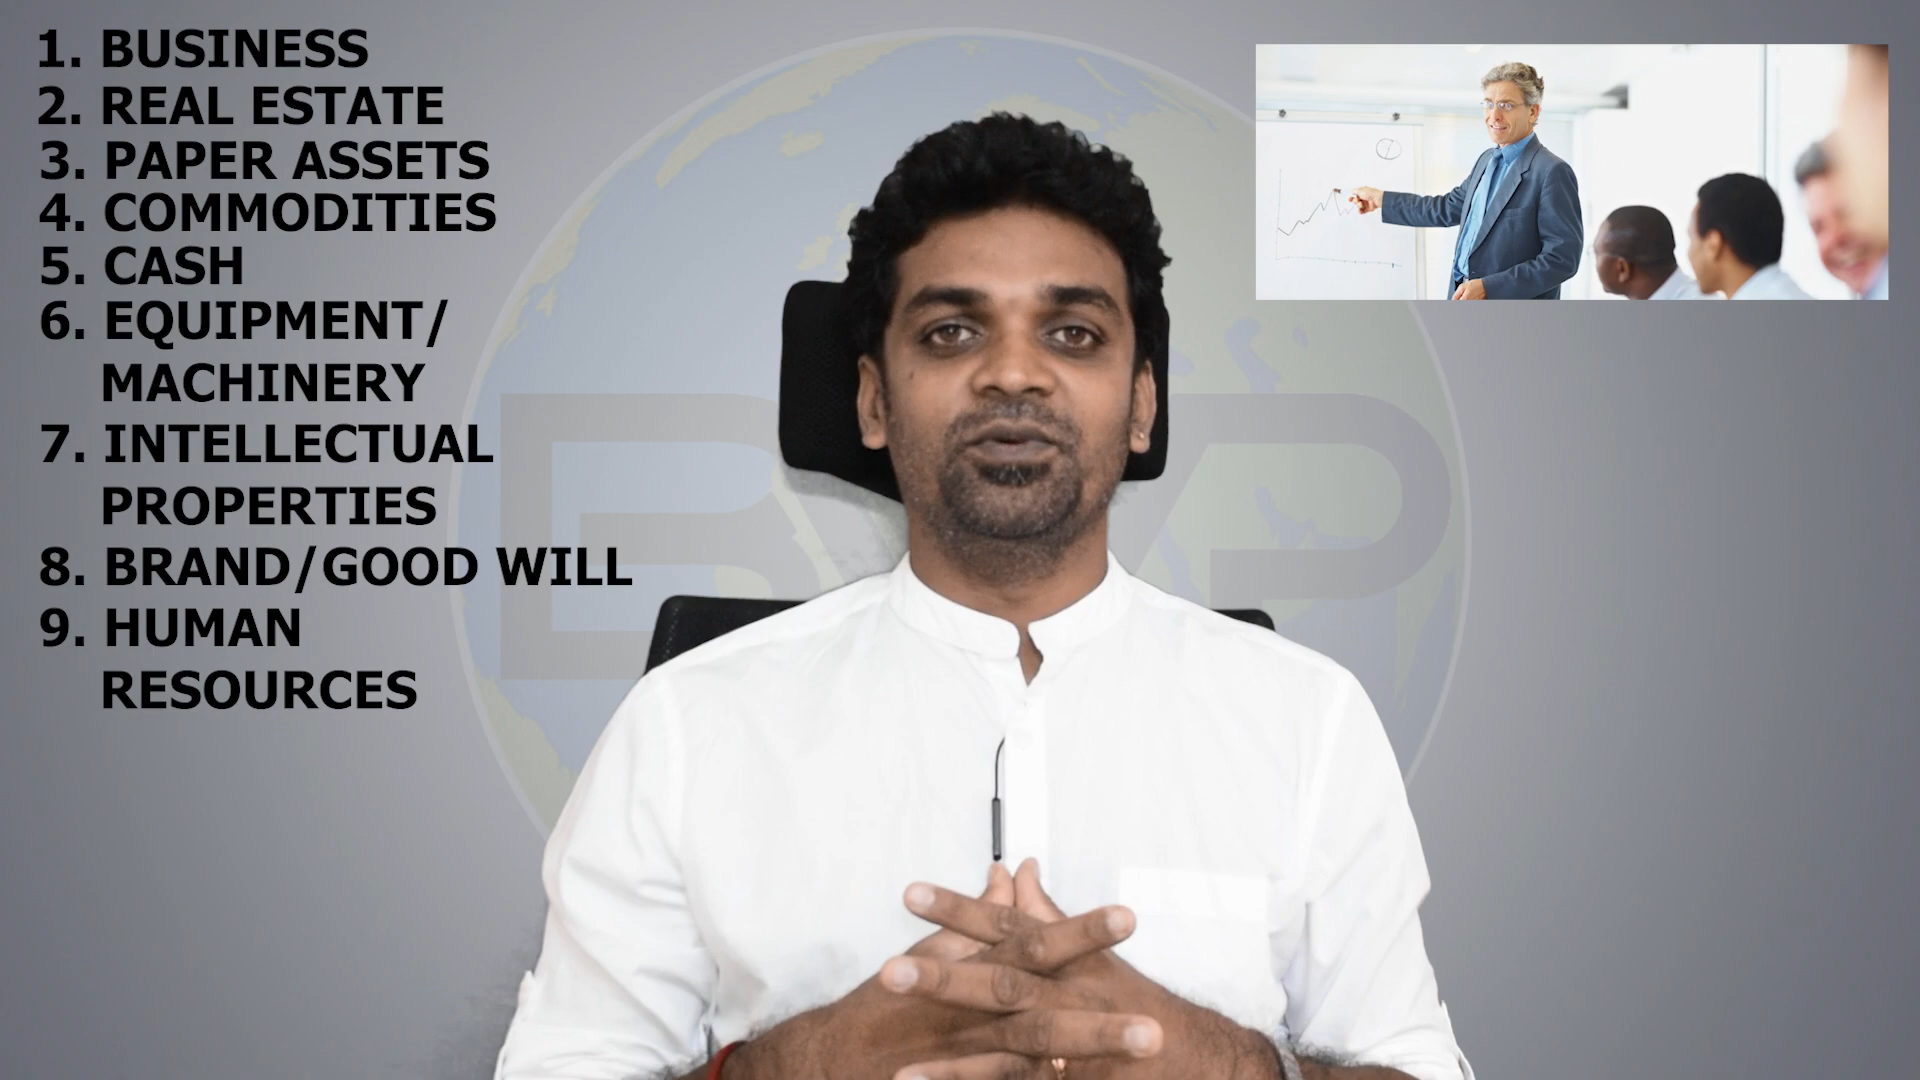 1. BUSINESS
2. REAL ESTATE
3. PAPER ASSETS
4. COMMODITIES
5. CASH
6. EQUIPMENT/
MACHINERY
7. INTELLECTUAL
PROPERTIES
8. BRAND/GOOD WILL
9. HUMAN
RESOURCES